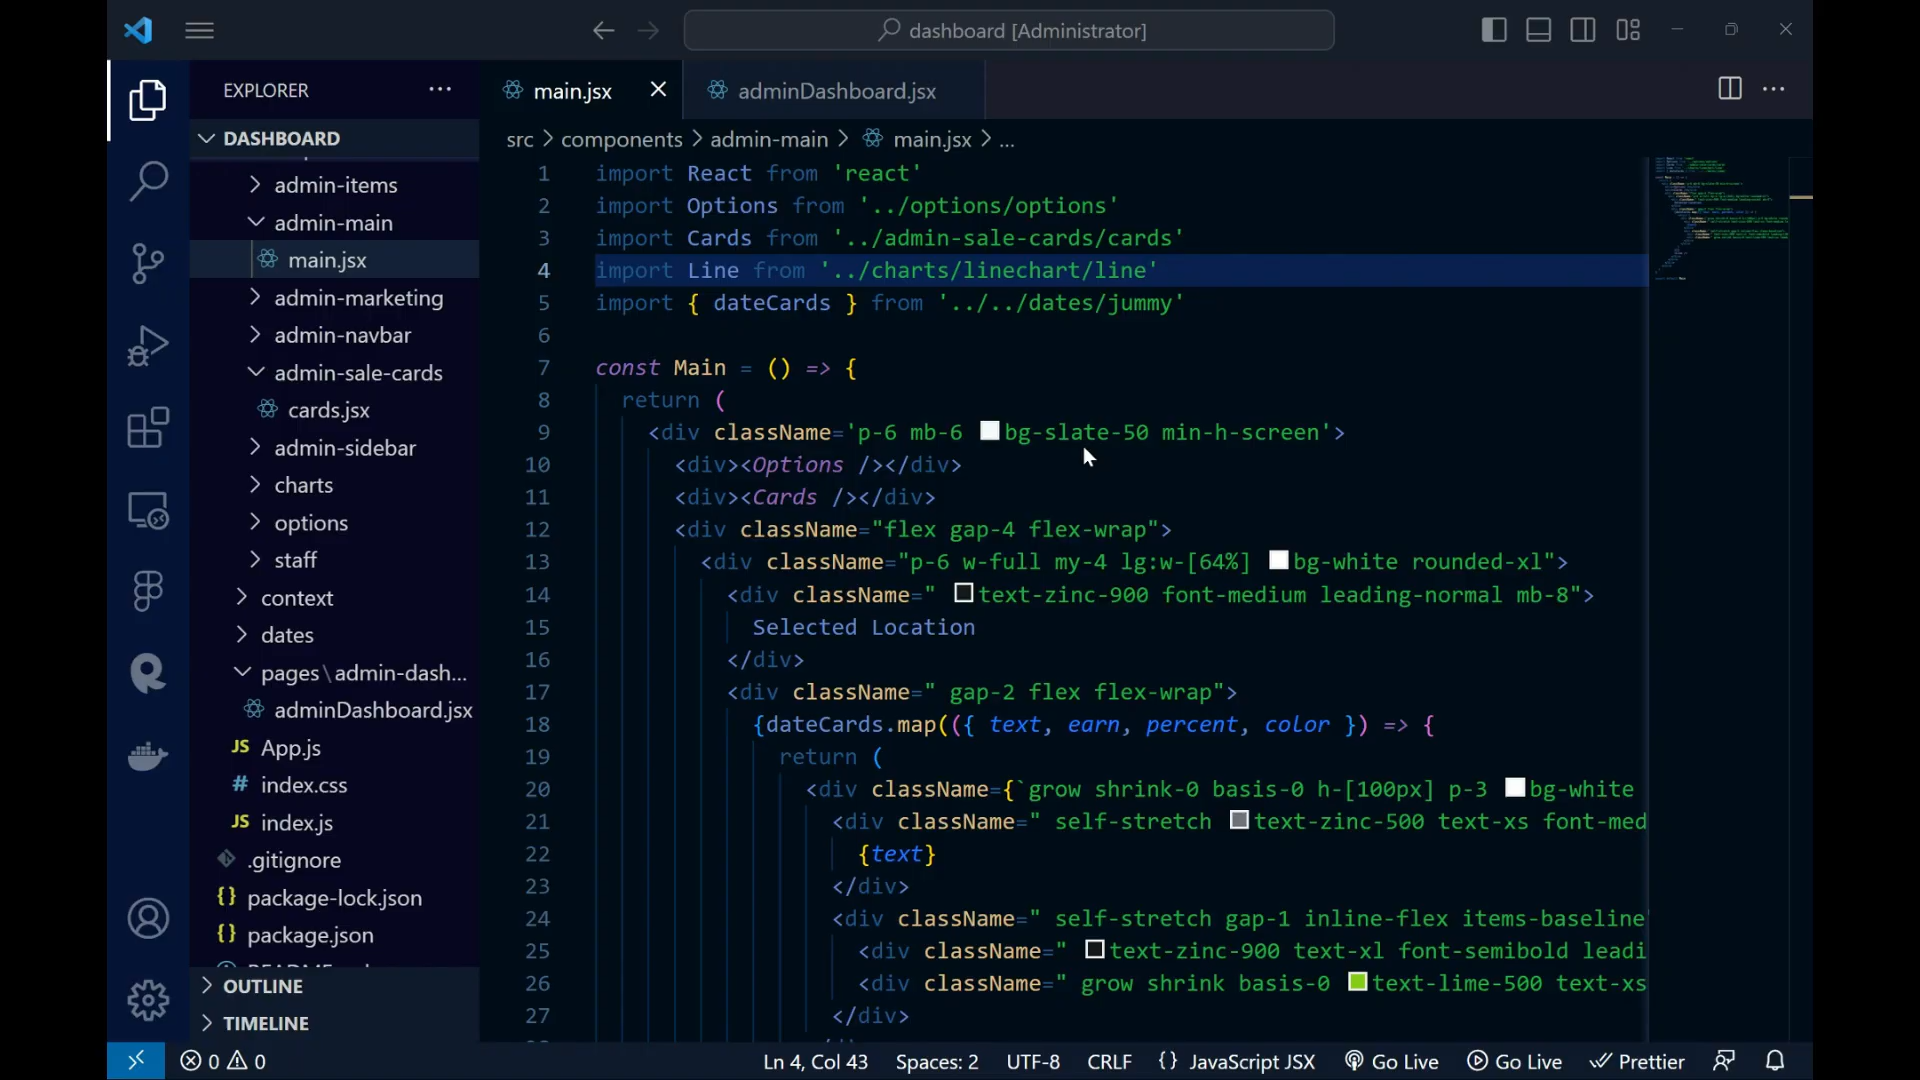 dashboard [Administrator]
EXPLORER
main.jsx
adminDashboard.jsx
DASHBOARD
src > components > admin-main > main.jsx > ...
admin-items
admin-main
main.jsx
admin-marketing
admin-navbar
admin-sale-cards
cards.jsx
admin-sidebar
charts
options
staff
context
dates
pages\admin-dash...
adminDashboard.jsx
JS App.js
# index.css
JS index.js
.gitignore
{} package-lock.json
{} package.json
OUTLINE
TIMELINE
1 import React from 'react'
2 import Options from '../options/options'
3 import Cards from '../admin-sale-cards/cards'
4 import Line from '../charts/linechart/line'
5 import { dateCards } from '../../dates/jummy'
6
7 const Main = () => {
8 return (
9 <div className='p-6 mb-6 bg-slate-50 min-h-screen'>
10 <div><Options /></div>
11 <div><Cards /></div>
12 <div className="flex gap-4 flex-wrap">
13 <div className="p-6 w-full my-4 lg:w-[64%] bg-white rounded-xl">
14 <div className=" text-zinc-900 font-medium leading-normal mb-8">
15 Selected Location
16 </div>
17 <div className=" gap-2 flex flex-wrap">
18 {dateCards.map(({ text, earn, percent, color }) => {
19 return (
20 <div className={`grow shrink-0 basis-0 h-[100px] p-3 bg-white
21 <div className=" self-stretch text-zinc-500 text-xs font-med
22 {text}
23 </div>
24 <div className=" self-stretch gap-1 inline-flex items-baseline
25 <div className=" text-zinc-900 text-xl font-semibold leadi
26 <div className=" grow shrink basis-0 text-lime-500 text-xs
27 </div>
0 0
Ln 4, Col 43
Spaces: 2
UTF-8
CRLF
{} JavaScript JSX
Go Live
Go Live
Prettier